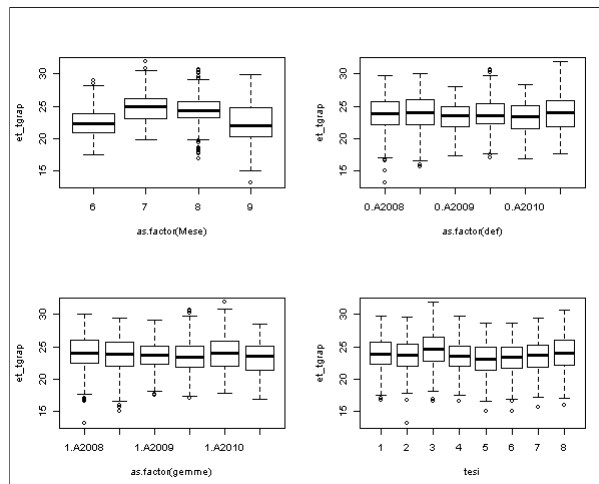 et_tgrap
30
25
20
15
6 7 8 9
as.factor(Mese)
et_tgrap
30
25
20
15
0.A2008 0.A2009 0.A2010
as.factor(def)
et_tgrap
30
25
20
15
1.A2008 1.A2009 1.A2010
as.factor(gemme)
et_tgrap
30
25
20
15
1 2 3 4 5 6 7 8
tesi